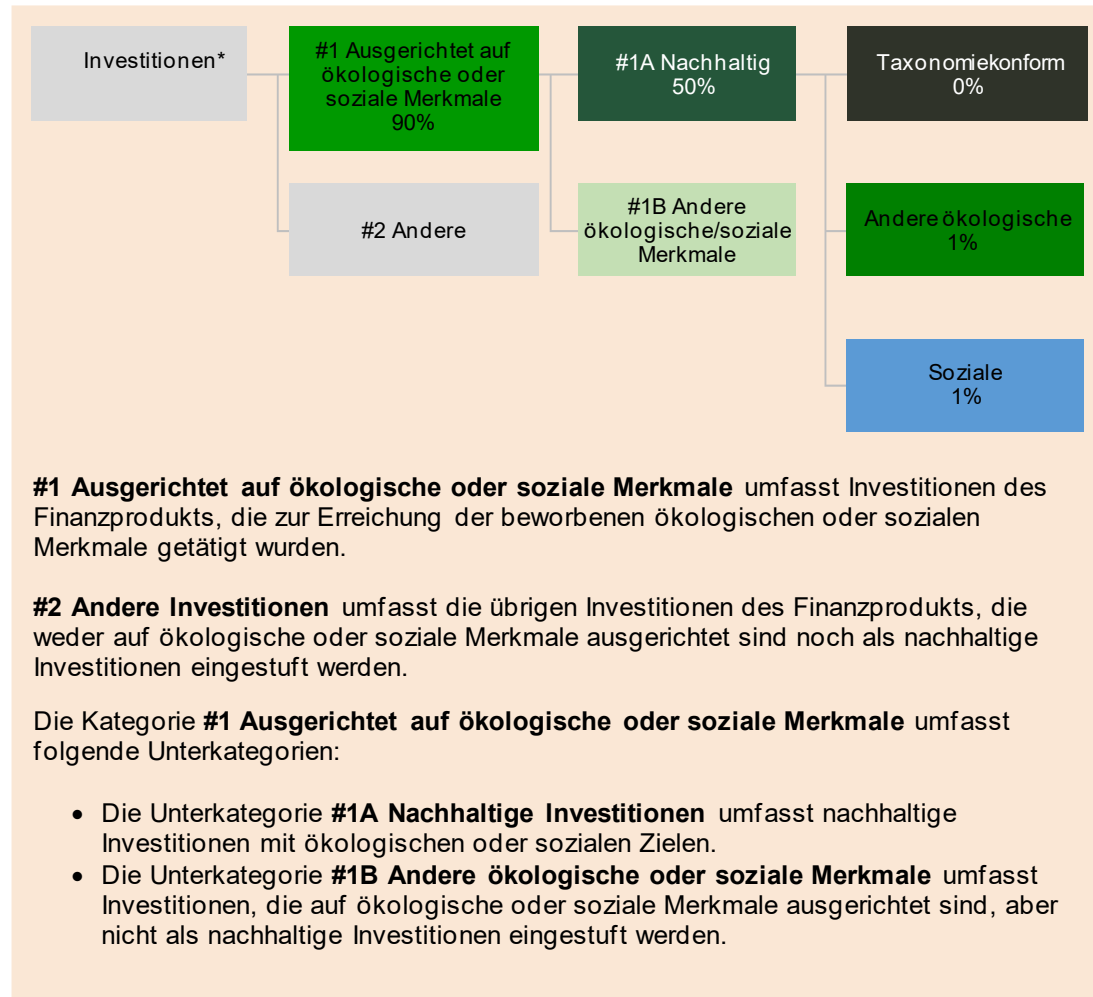 Investitionen*
#1 Ausgerichtet auf
ökologische oder
soziale Merkmale
90%
#1A Nachhaltig
50%
Taxonomiekonform
0%
#2 Andere
#1B Andere
ökologische/soziale
Merkmale
Andere ökologische
1%
Soziale
1%
#1 Ausgerichtet auf ökologische oder soziale Merkmale umfasst Investitionen des
Finanzprodukts, die zur Erreichung der beworbenen ökologischen oder sozialen
Merkmale getätigt wurden.
#2 Andere Investitionen umfasst die übrigen Investitionen des Finanzprodukts, die
weder auf ökologische oder soziale Merkmale ausgerichtet sind noch als nachhaltige
Investitionen eingestuft werden.
Die Kategorie #1 Ausgerichtet auf ökologische oder soziale Merkmale umfasst
folgende Unterkategorien:
• Die Unterkategorie #1A Nachhaltige Investitionen umfasst nachhaltige
Investitionen mit ökologischen oder sozialen Zielen.
• Die Unterkategorie #1B Andere ökologische oder soziale Merkmale umfasst
Investitionen, die auf ökologische oder soziale Merkmale ausgerichtet sind, aber
nicht als nachhaltige Investitionen eingestuft werden.